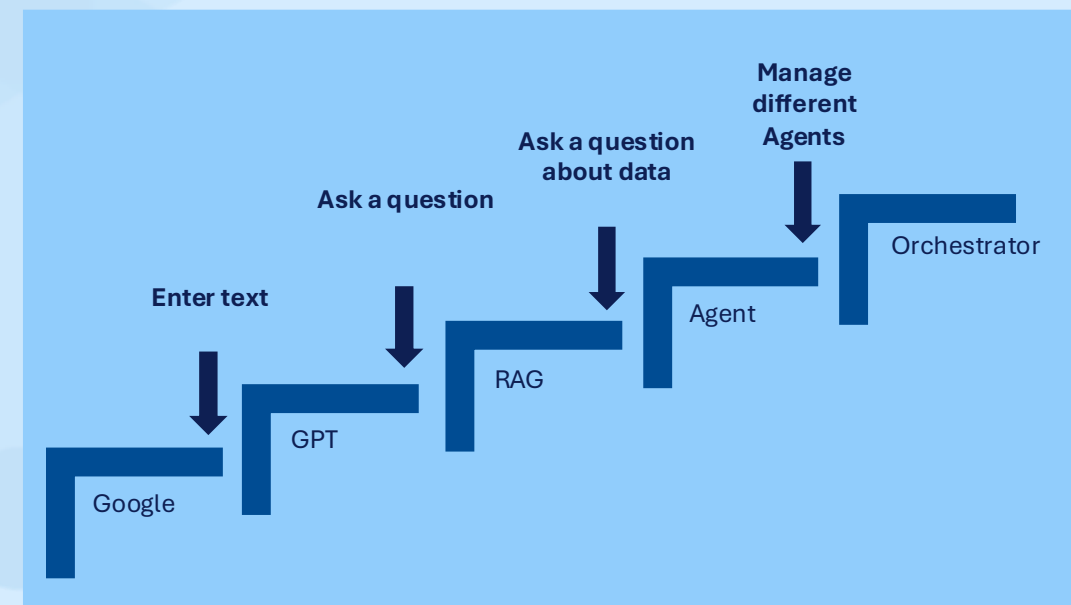 Manage
different
Agents
Ask a question
about data
Ask a question
Enter text
Orchestrator
Agent
RAG
GPT
Google